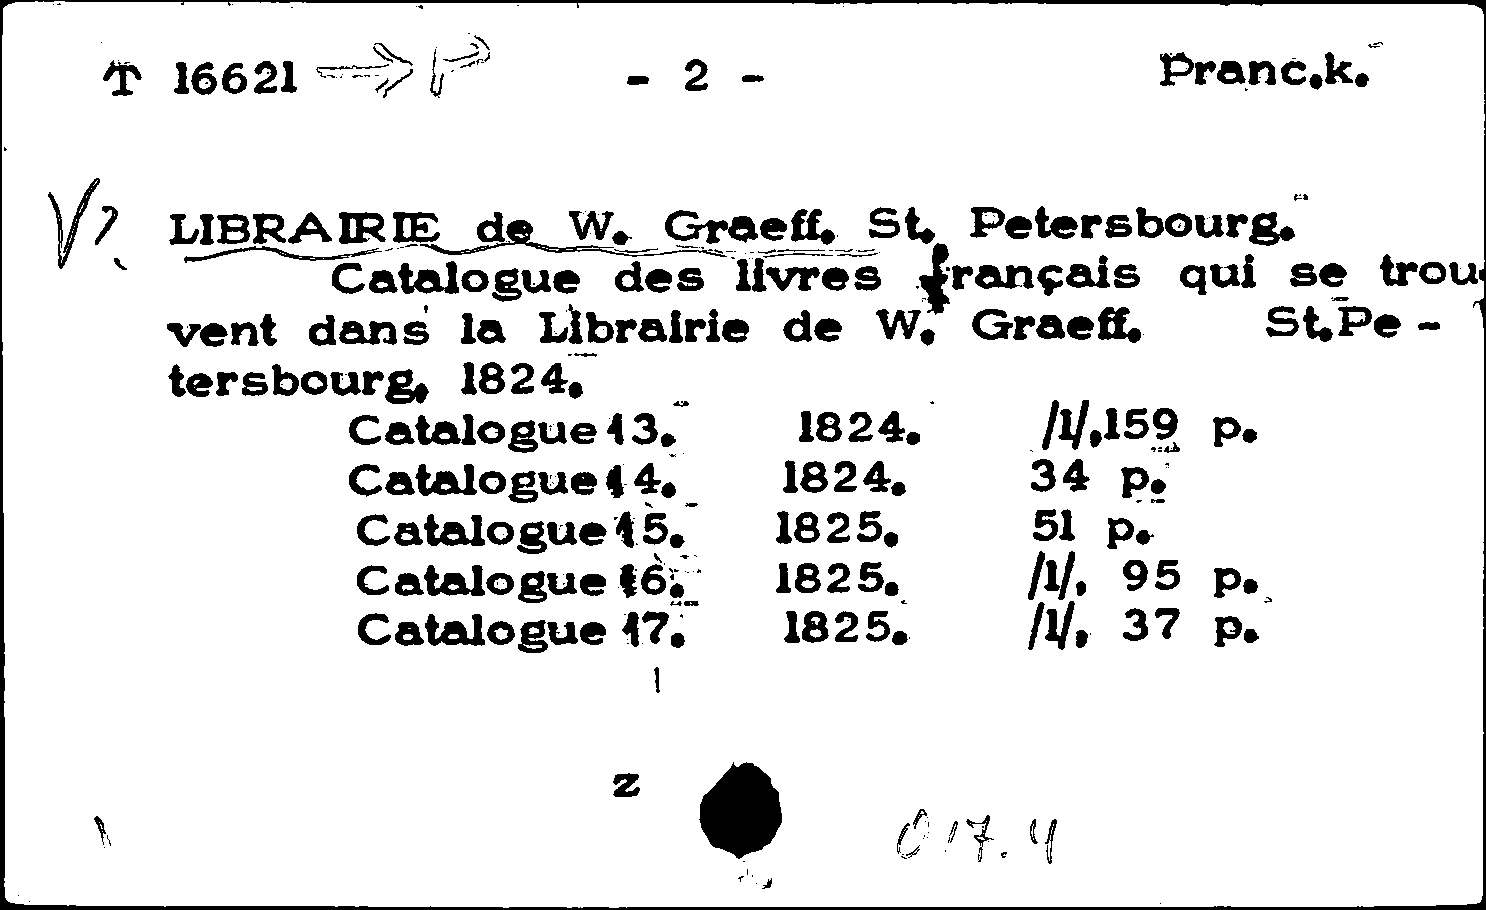 T 16621 → r - 2 - Pranc.k.
V?
LIBRAIRIE de W. Graeff. St. Petersbourg.
Catalogue des livres français qui se trou
vent dans la Librairie de W. Graeff. St.Pe -
tersbourg, 1824.
Catalogue 13. 1824. /1/,159 p.
Catalogue 14. 1824. 34 p.
Catalogue 15. 1825. 51 p.
Catalogue 16. 1825. /1/, 95 p.
Catalogue 17. 1825. /1/, 37 p.
z
017.4